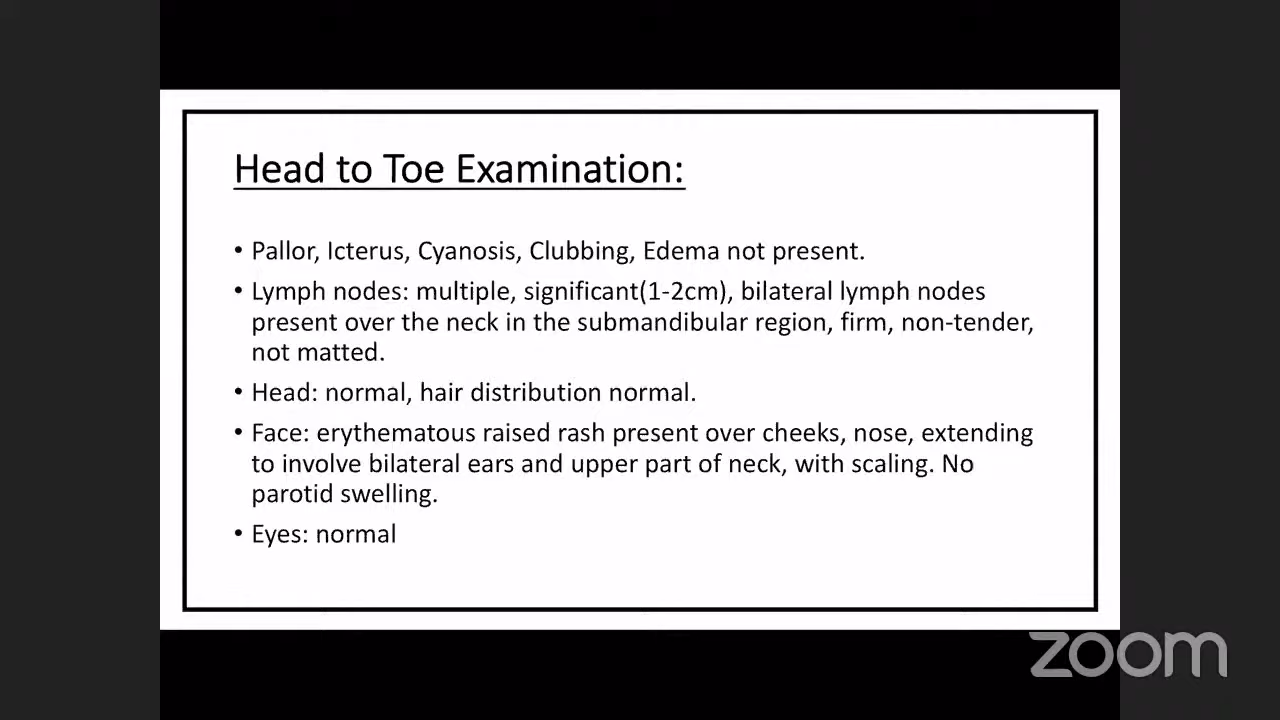 Head to Toe Examination:
• Pallor, Icterus, Cyanosis, Clubbing, Edema not present.
• Lymph nodes: multiple, significant(1-2cm), bilateral lymph nodes
present over the neck in the submandibular region, firm, non-tender,
not matted.
• Head: normal, hair distribution normal.
• Face: erythematous raised rash present over cheeks, nose, extending
to involve bilateral ears and upper part of neck, with scaling. No
parotid swelling.
• Eyes: normal
zoom